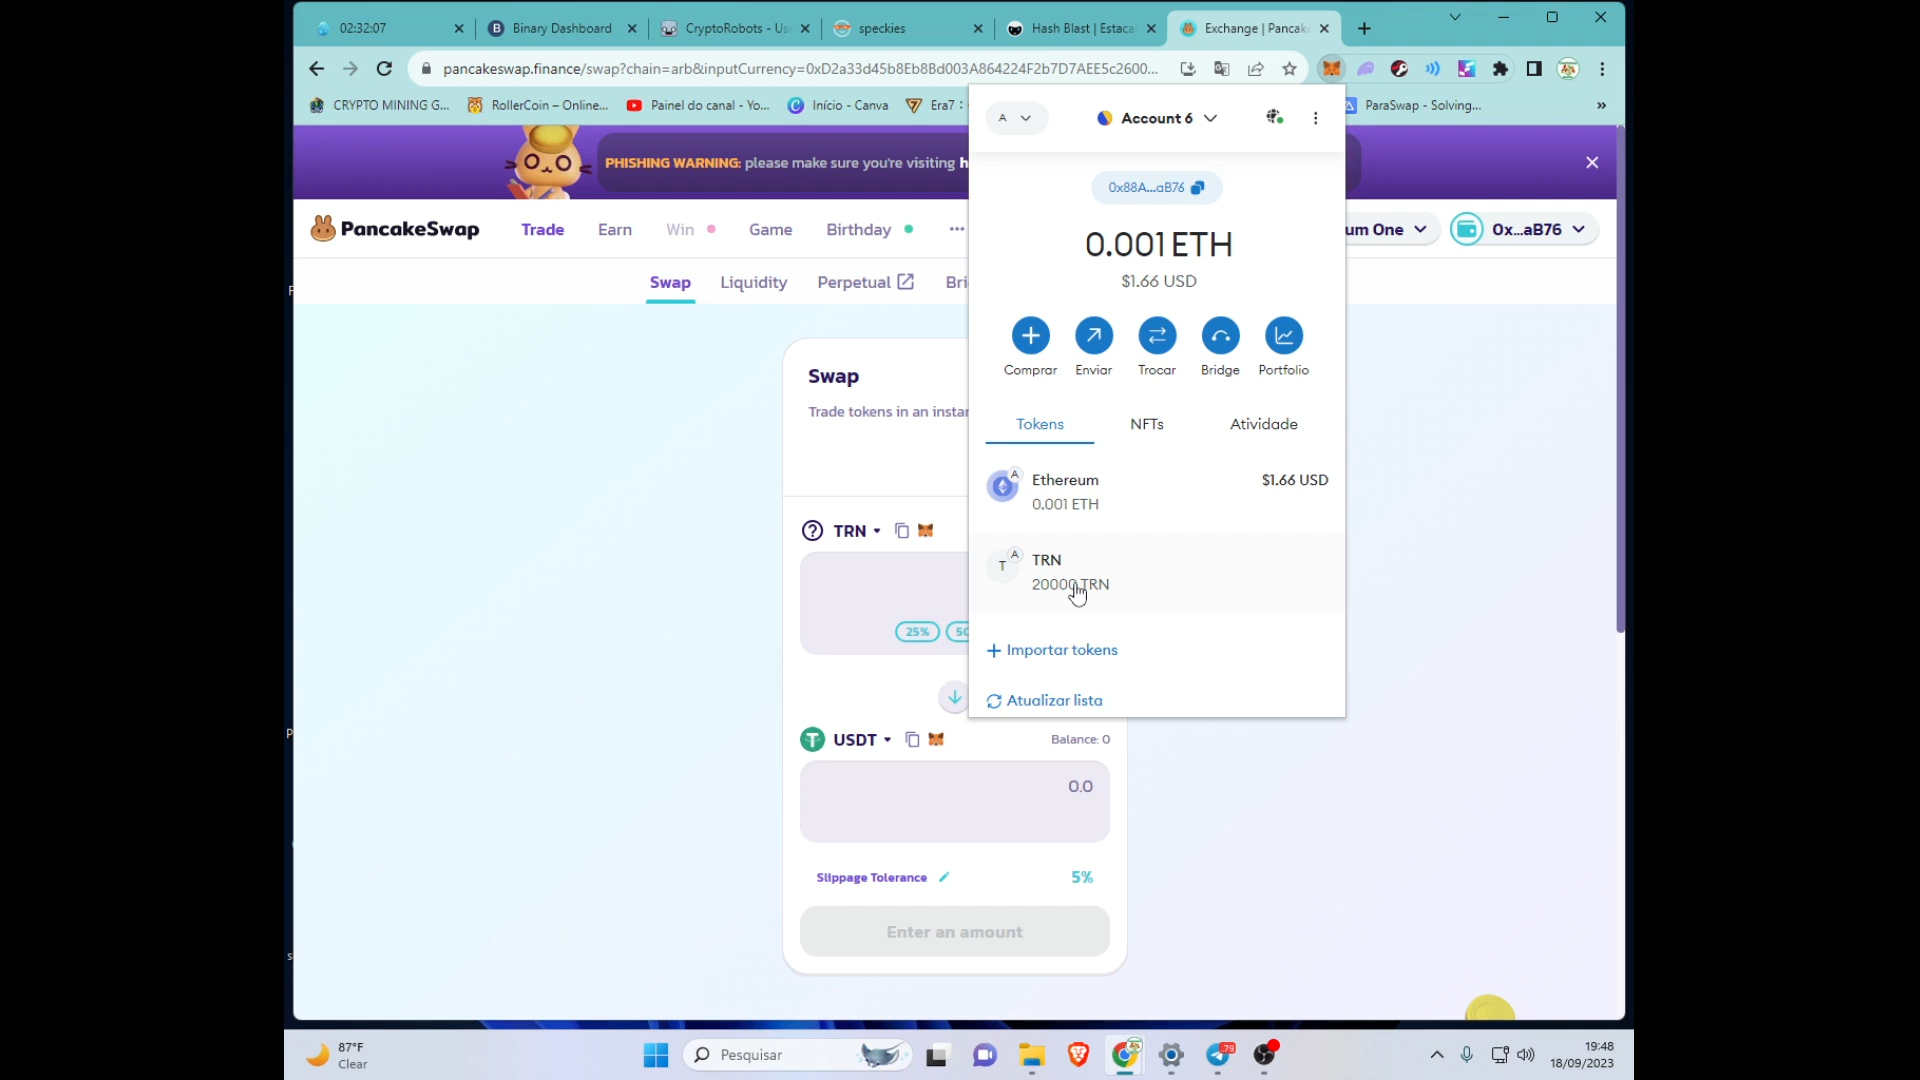 02:32:07
Binary Dashboard
CryptoRobots - Us
speckies
Hash Blast | Estaca
Exchange | Pancak
pancakeswap.finance/swap?chain=arb&inputCurrency=0xD2a33d45b8Eb8Bd003A864224F2b7D7AEE5c2600...
CRYPTO MINING G...
RollerCoin – Online...
Painel do canal - Yo...
Início - Canva
Era7 :
ParaSwap - Solving...
PHISHING WARNING: please make sure you're visiting h
PancakeSwap
Trade
Earn
Win
Game
Birthday
um One
0x...aB76
Swap
Liquidity
Perpetual
Bri
Swap
Trade tokens in an instan
TRN
25%
50
USDT
Balance: 0
0.0
Slippage Tolerance
5%
Enter an amount
A
Account 6
0x88A...aB76
0.001 ETH
$1.66 USD
Comprar
Enviar
Trocar
Bridge
Portfolio
Tokens
NFTs
Atividade
A
Ethereum
$1.66 USD
0.001 ETH
A
T
TRN
20000 TRN
+ Importar tokens
Atualizar lista
87°F
Clear
Pesquisar
79
19:48
18/09/2023